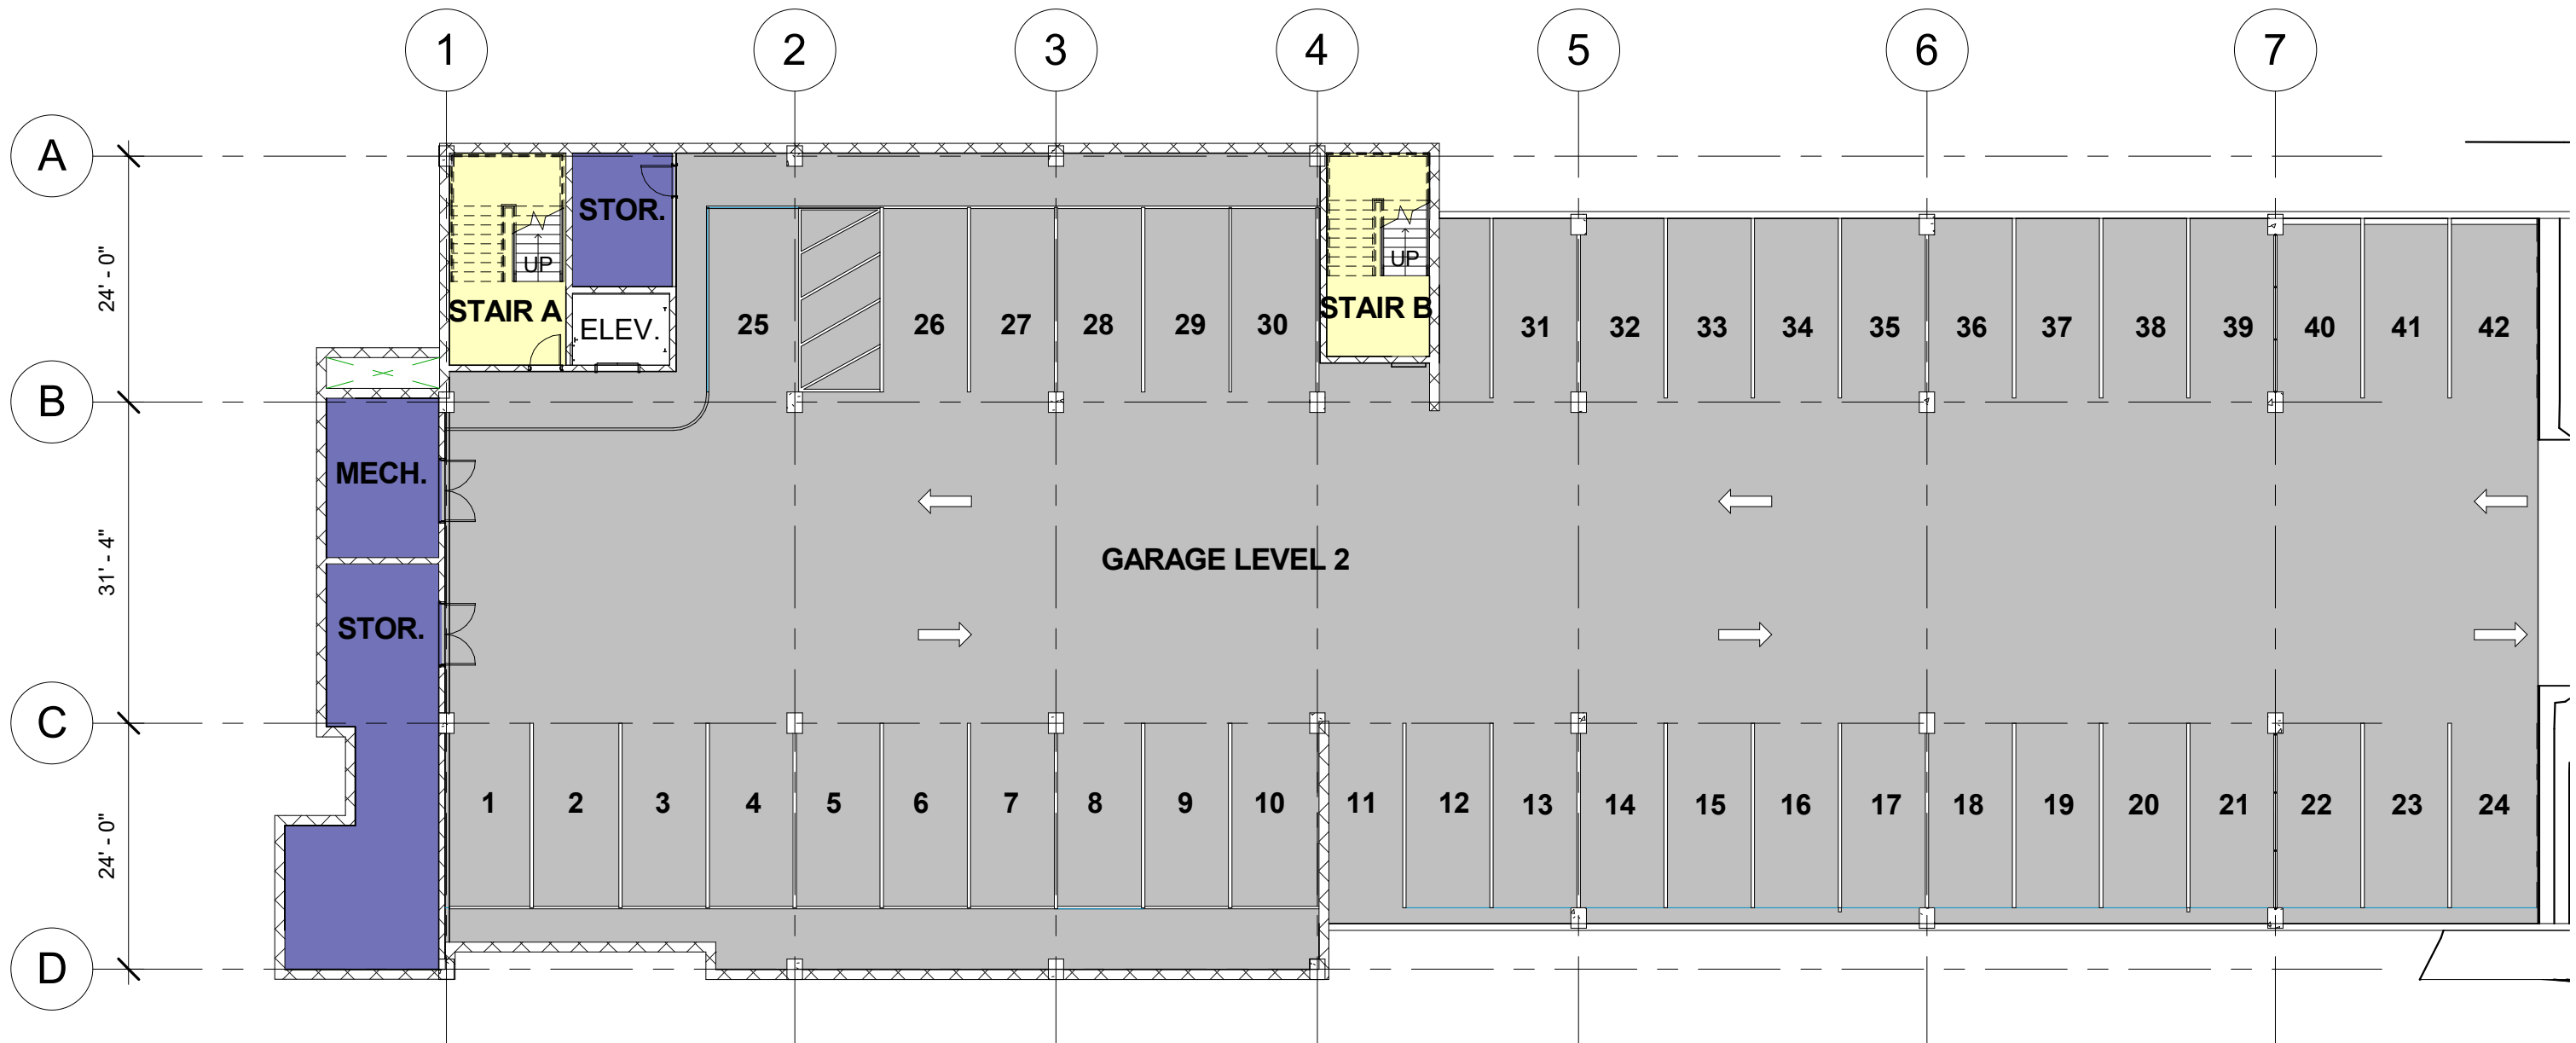 1 2 3 4 5 6 7
A
B
C
D
24' - 0"
31' - 4"
24' - 0"
STOR.
UP
STAIR A
ELEV.
UP
STAIR B
25 26 27 28 29 30
31 32 33 34 35 36 37 38 39 40 41 42
MECH.
GARAGE LEVEL 2
STOR.
1 2 3 4 5 6 7 8 9 10 11 12 13 14 15 16 17 18 19 20 21 22 23 24